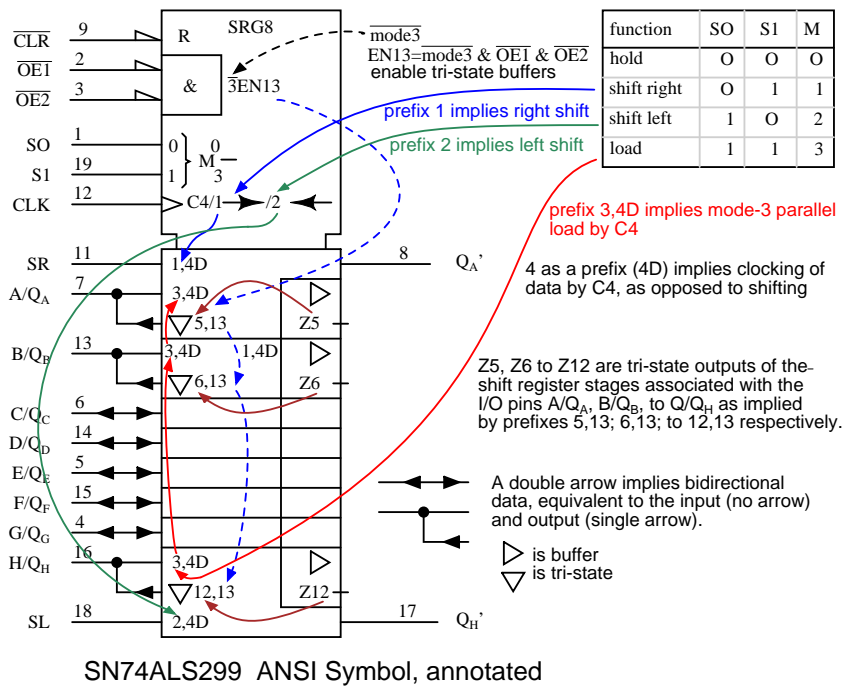 9 CLR R SRG8
2 OE1
3 OE2 & 3EN13
mode3
EN13=mode3 & OE1 & OE2
enable tri-state buffers
function SO S1 M
hold O O O
shift right O 1 1
shift left 1 O 2
load 1 1 3
prefix 1 implies right shift
prefix 2 implies left shift
1 SO 0 M 0
19 S1 1 3
12 CLK C4/1 /2
prefix 3,4D implies mode-3 parallel
load by C4
11 SR 1,4D 8 QA’
4 as a prefix (4D) implies clocking of
data by C4, as opposed to shifting
7 A/QA 3,4D
5,13 Z5
13 B/QB 3,4D 1,4D
6,13 Z6
Z5, Z6 to Z12 are tri-state outputs of the
shift register stages associated with the
I/O pins A/QA, B/QB, to Q/QH as implied
by prefixes 5,13; 6,13; to 12,13 respectively.
6 C/QC
14 D/QD
5 E/QE
15 F/QF
4 G/QG
16 H/QH 3,4D
12,13 Z12
18 SL 2,4D 17 QH’
A double arrow implies bidirectional
data, equivalent to the input (no arrow)
and output (single arrow).
is buffer
is tri-state
SN74ALS299 ANSI Symbol, annotated